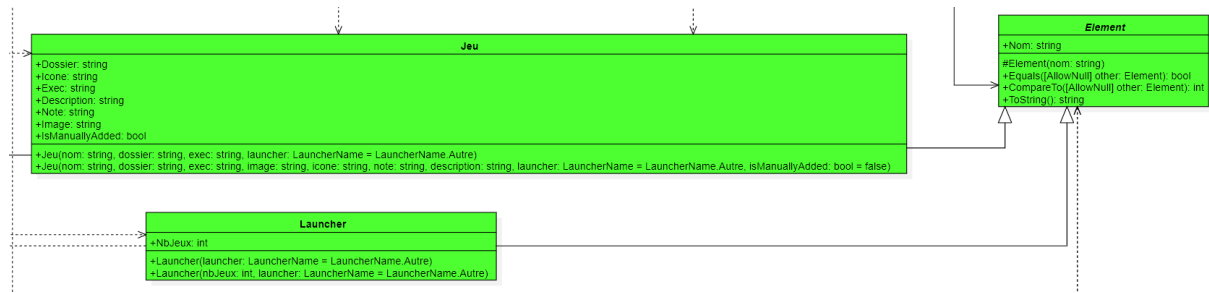 Jeu
+Dossier: string
+Icone: string
+Exec: string
+Description: string
+Note: string
+Image: string
+IsManuallyAdded: bool
+Jeu(nom: string, dossier: string, exec: string, launcher: LauncherName = LauncherName.Autre)
+Jeu(nom: string, dossier: string, exec: string, image: string, icone: string, note: string, description: string, launcher: LauncherName = LauncherName.Autre, isManuallyAdded: bool = false)
Element
+Nom: string
#Element(nom: string)
+Equals([AllowNull] other: Element): bool
+CompareTo([AllowNull] other: Element): int
+ToString(): string
Launcher
+NbJeux: int
+Launcher(launcher: LauncherName = LauncherName.Autre)
+Launcher(nbJeux: int, launcher: LauncherName = LauncherName.Autre)